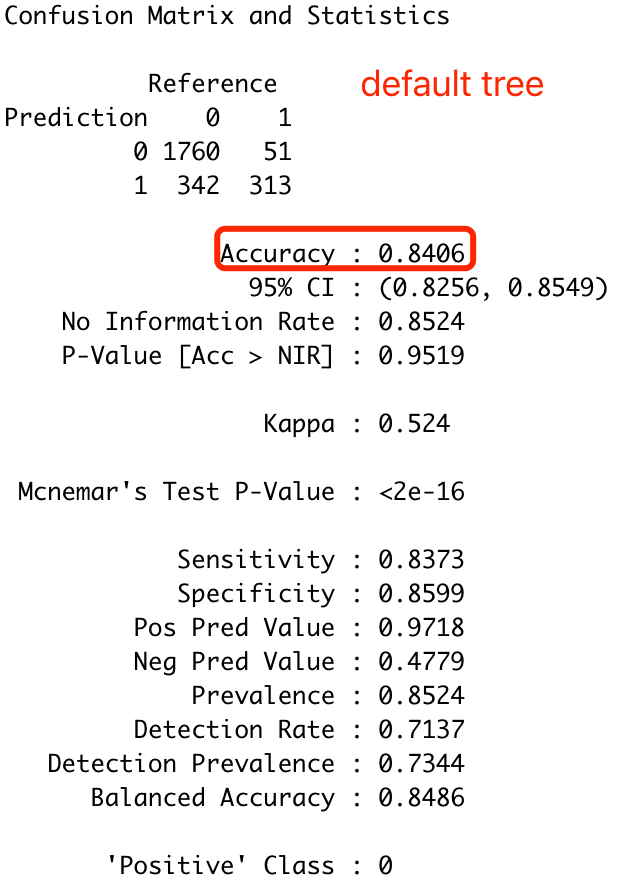 Confusion Matrix and Statistics
Reference
default tree
Prediction 0 1
0 1760 51
1 342 313
Accuracy : 0.8406
95% CI : (0.8256, 0.8549)
No Information Rate : 0.8524
P-Value [Acc > NIR] : 0.9519
Kappa : 0.524
Mcnemar's Test P-Value : <2e-16
Sensitivity : 0.8373
Specificity : 0.8599
Pos Pred Value : 0.9718
Neg Pred Value : 0.4779
Prevalence : 0.8524
Detection Rate : 0.7137
Detection Prevalence : 0.7344
Balanced Accuracy : 0.8486
'Positive' Class : 0